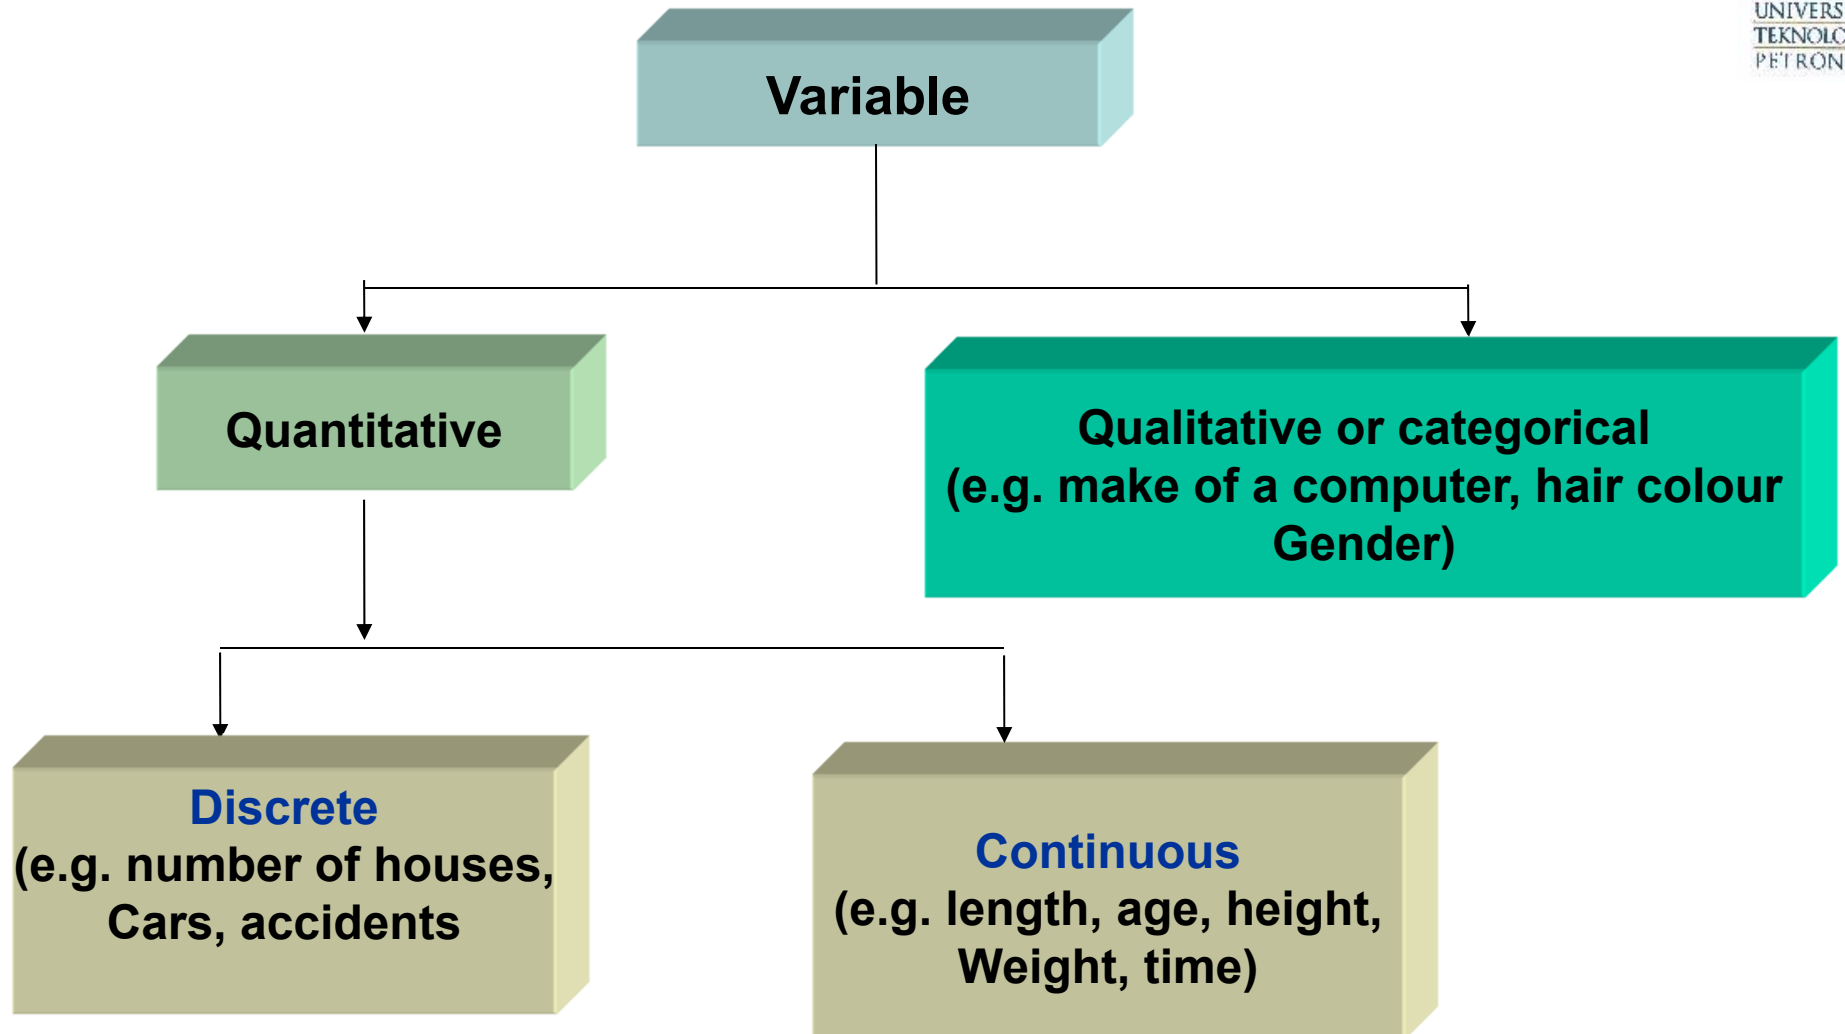 UNIVERS
TEKNOLO
PETRON
Variable
Quantitative
Qualitative or categorical
(e.g. make of a computer, hair colour
Gender)
Discrete
(e.g. number of houses,
Cars, accidents
Continuous
(e.g. length, age, height,
Weight, time)